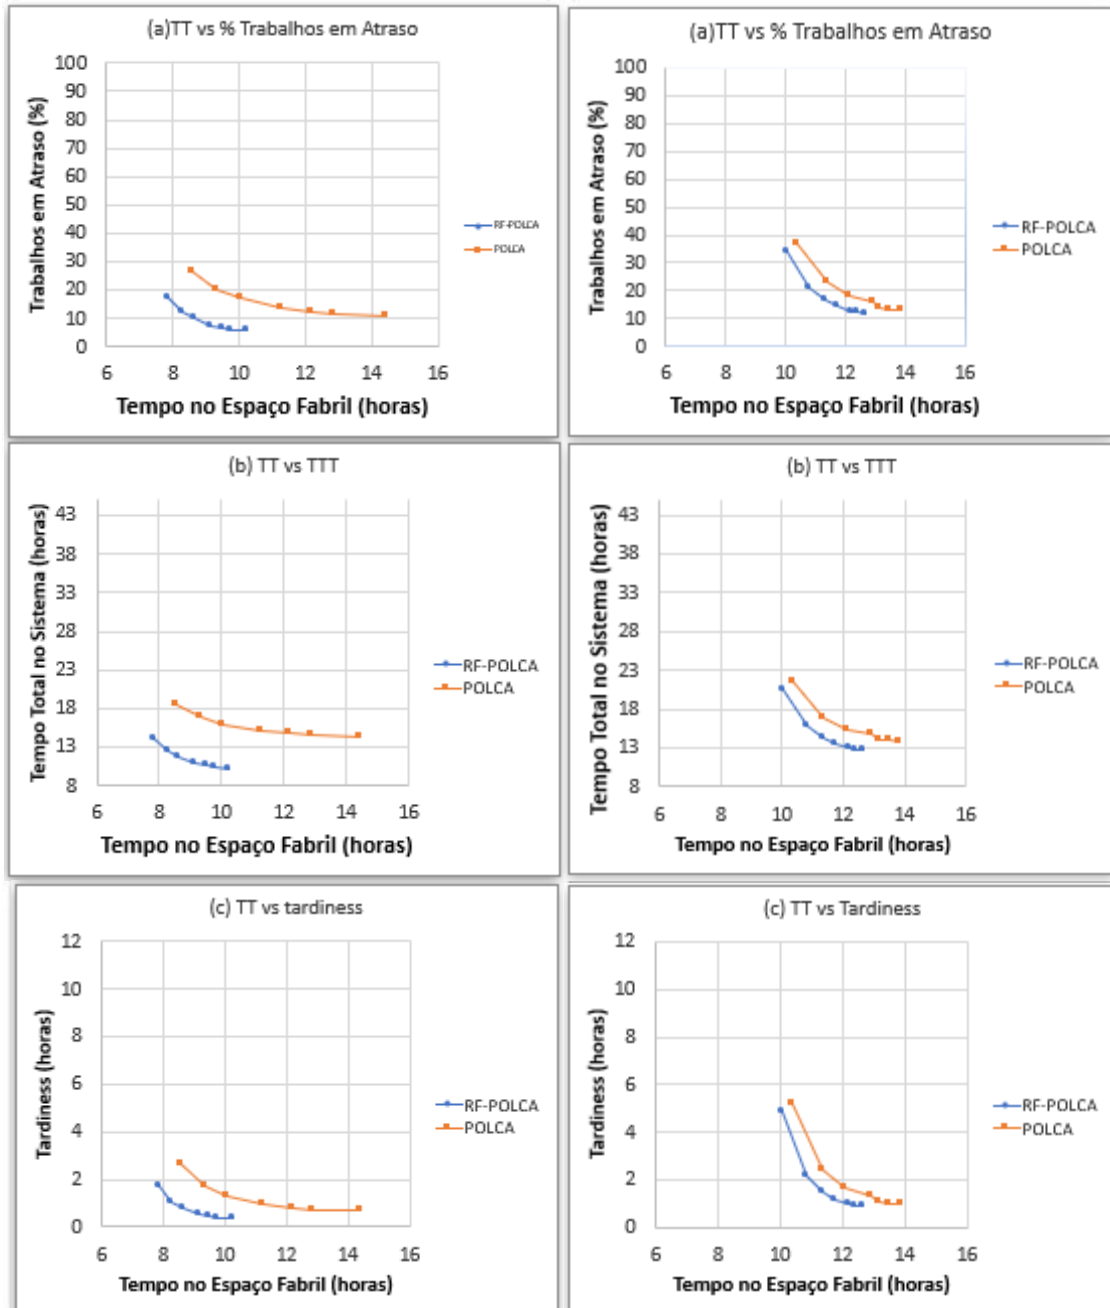 (a)TT vs % Trabalhos em Atraso
100
90
80
70
60
50
40
30
20
10
0
Trabalhos em Atraso (%)
6 8 10 12 14 16
Tempo no Espaço Fabril (horas)
RF-POLCA
POLCA
(a)TT vs % Trabalhos em Atraso
100
90
80
70
60
50
40
30
20
10
0
Trabalhos em Atraso (%)
6 8 10 12 14 16
Tempo no Espaço Fabril (horas)
RF-POLCA
POLCA
(b) TT vs TTT
43
38
33
28
23
18
13
8
Tempo Total no Sistema (horas)
6 8 10 12 14 16
Tempo no Espaço Fabril (horas)
RF-POLCA
POLCA
(b) TT vs TTT
43
38
33
28
23
18
13
8
Tempo Total no Sistema (horas)
6 8 10 12 14 16
Tempo no Espaço Fabril (horas)
RF-POLCA
POLCA
(c) TT vs tardiness
12
10
8
6
4
2
0
Tardiness (horas)
6 8 10 12 14 16
Tempo no Espaço Fabril (horas)
RF-POLCA
POLCA
(c) TT vs Tardiness
12
10
8
6
4
2
0
Tardiness (horas)
6 8 10 12 14 16
Tempo no Espaço Fabril (horas)
RF-POLCA
POLCA